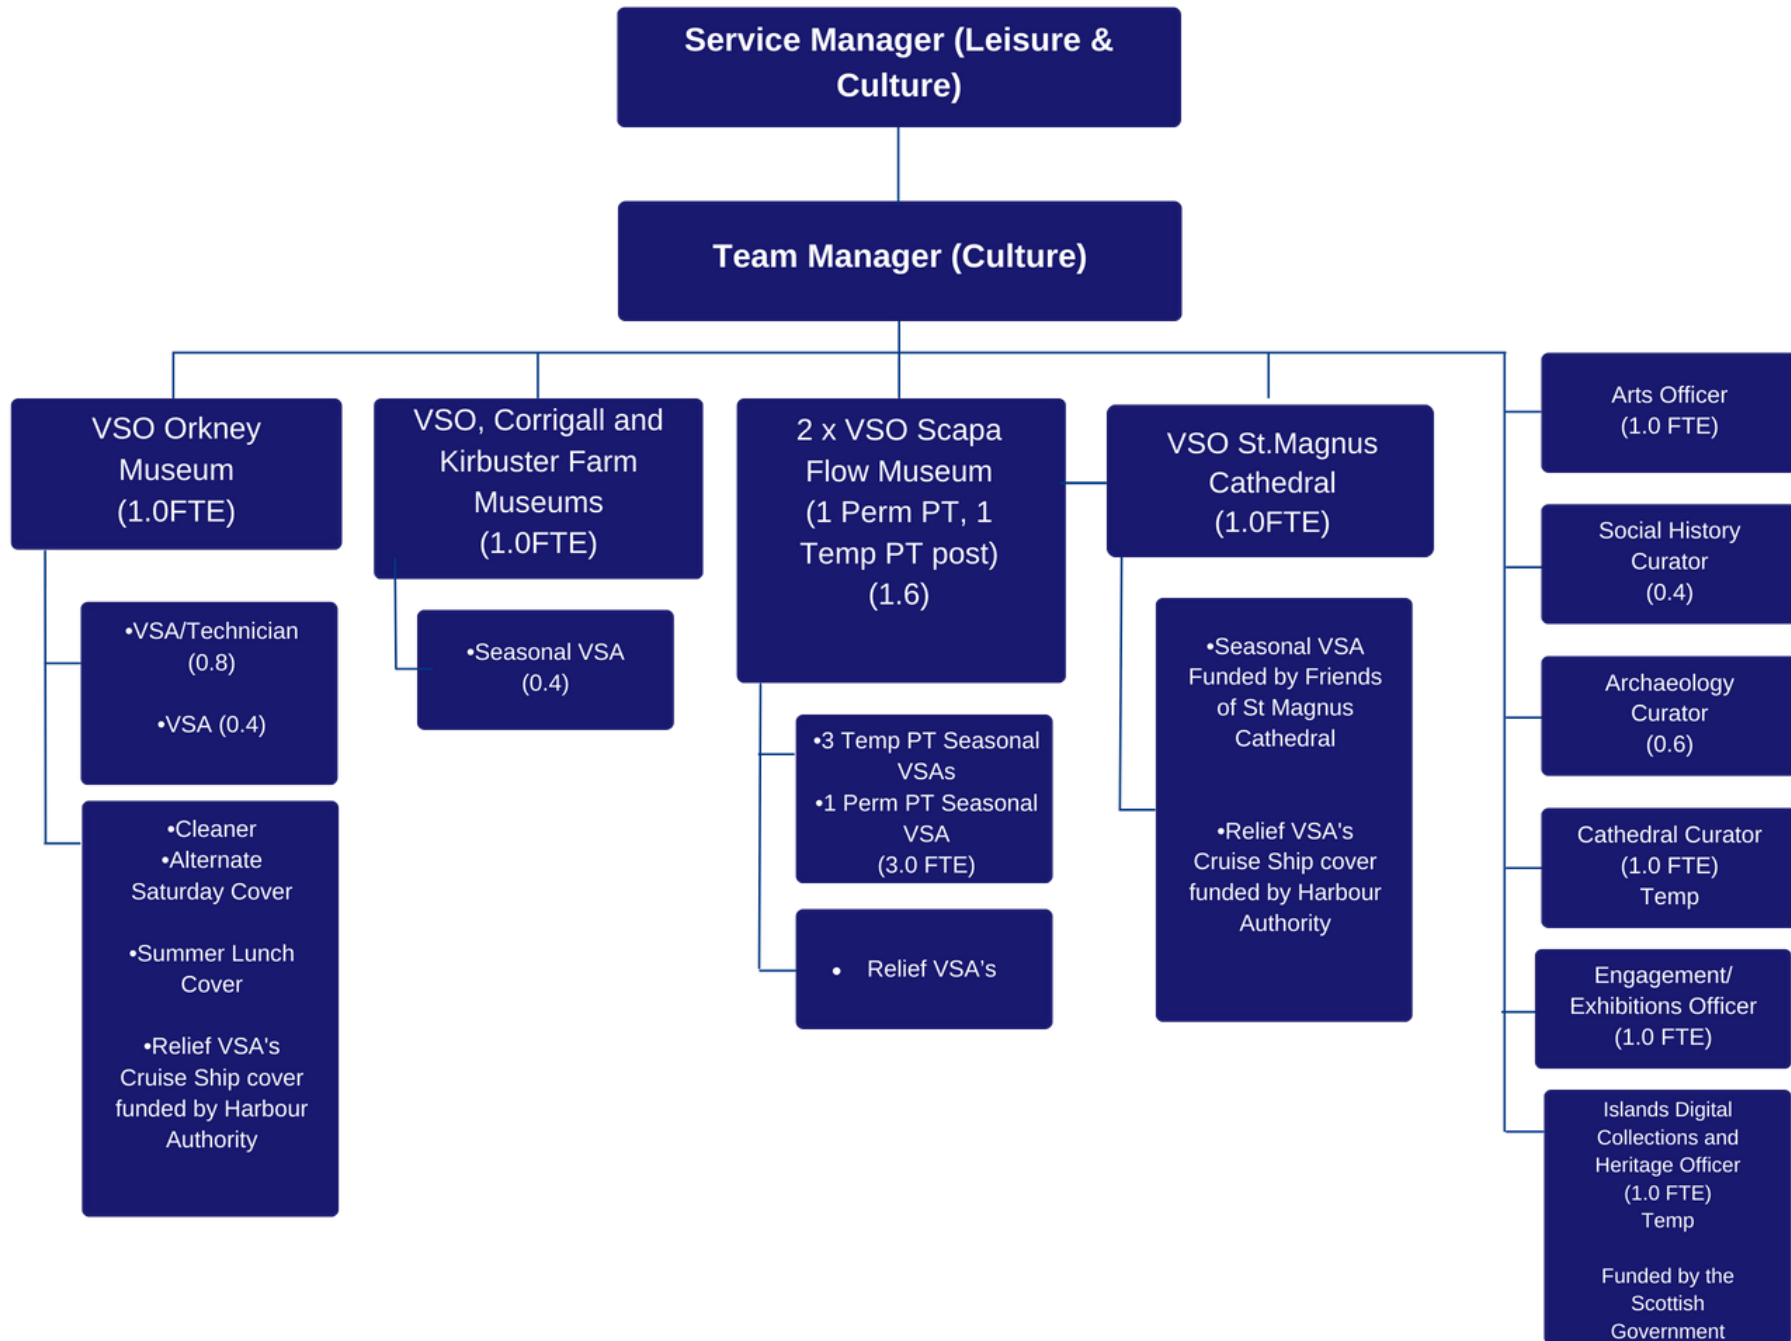 Service Manager (Leisure &
Culture)
Team Manager (Culture)
VSO Orkney
Museum
(1.0FTE)
•VSA/Technician
(0.8)
•VSA (0.4)
•Cleaner
•Alternate
Saturday Cover
•Summer Lunch
Cover
•Relief VSA's
Cruise Ship cover
funded by Harbour
Authority
VSO, Corrigall and
Kirbuster Farm
Museums
(1.0FTE)
•Seasonal VSA
(0.4)
2 x VSO Scapa
Flow Museum
(1 Perm PT, 1
Temp PT post)
(1.6)
•3 Temp PT Seasonal
VSAs
•1 Perm PT Seasonal
VSA
(3.0 FTE)
• Relief VSA’s
VSO St.Magnus
Cathedral
(1.0FTE)
•Seasonal VSA
Funded by Friends
of St Magnus
Cathedral
•Relief VSA's
Cruise Ship cover
funded by Harbour
Authority
Arts Officer
(1.0 FTE)
Social History
Curator
(0.4)
Archaeology
Curator
(0.6)
Cathedral Curator
(1.0 FTE)
Temp
Engagement/
Exhibitions Officer
(1.0 FTE)
Islands Digital
Collections and
Heritage Officer
(1.0 FTE)
Temp
Funded by the
Scottish
Government